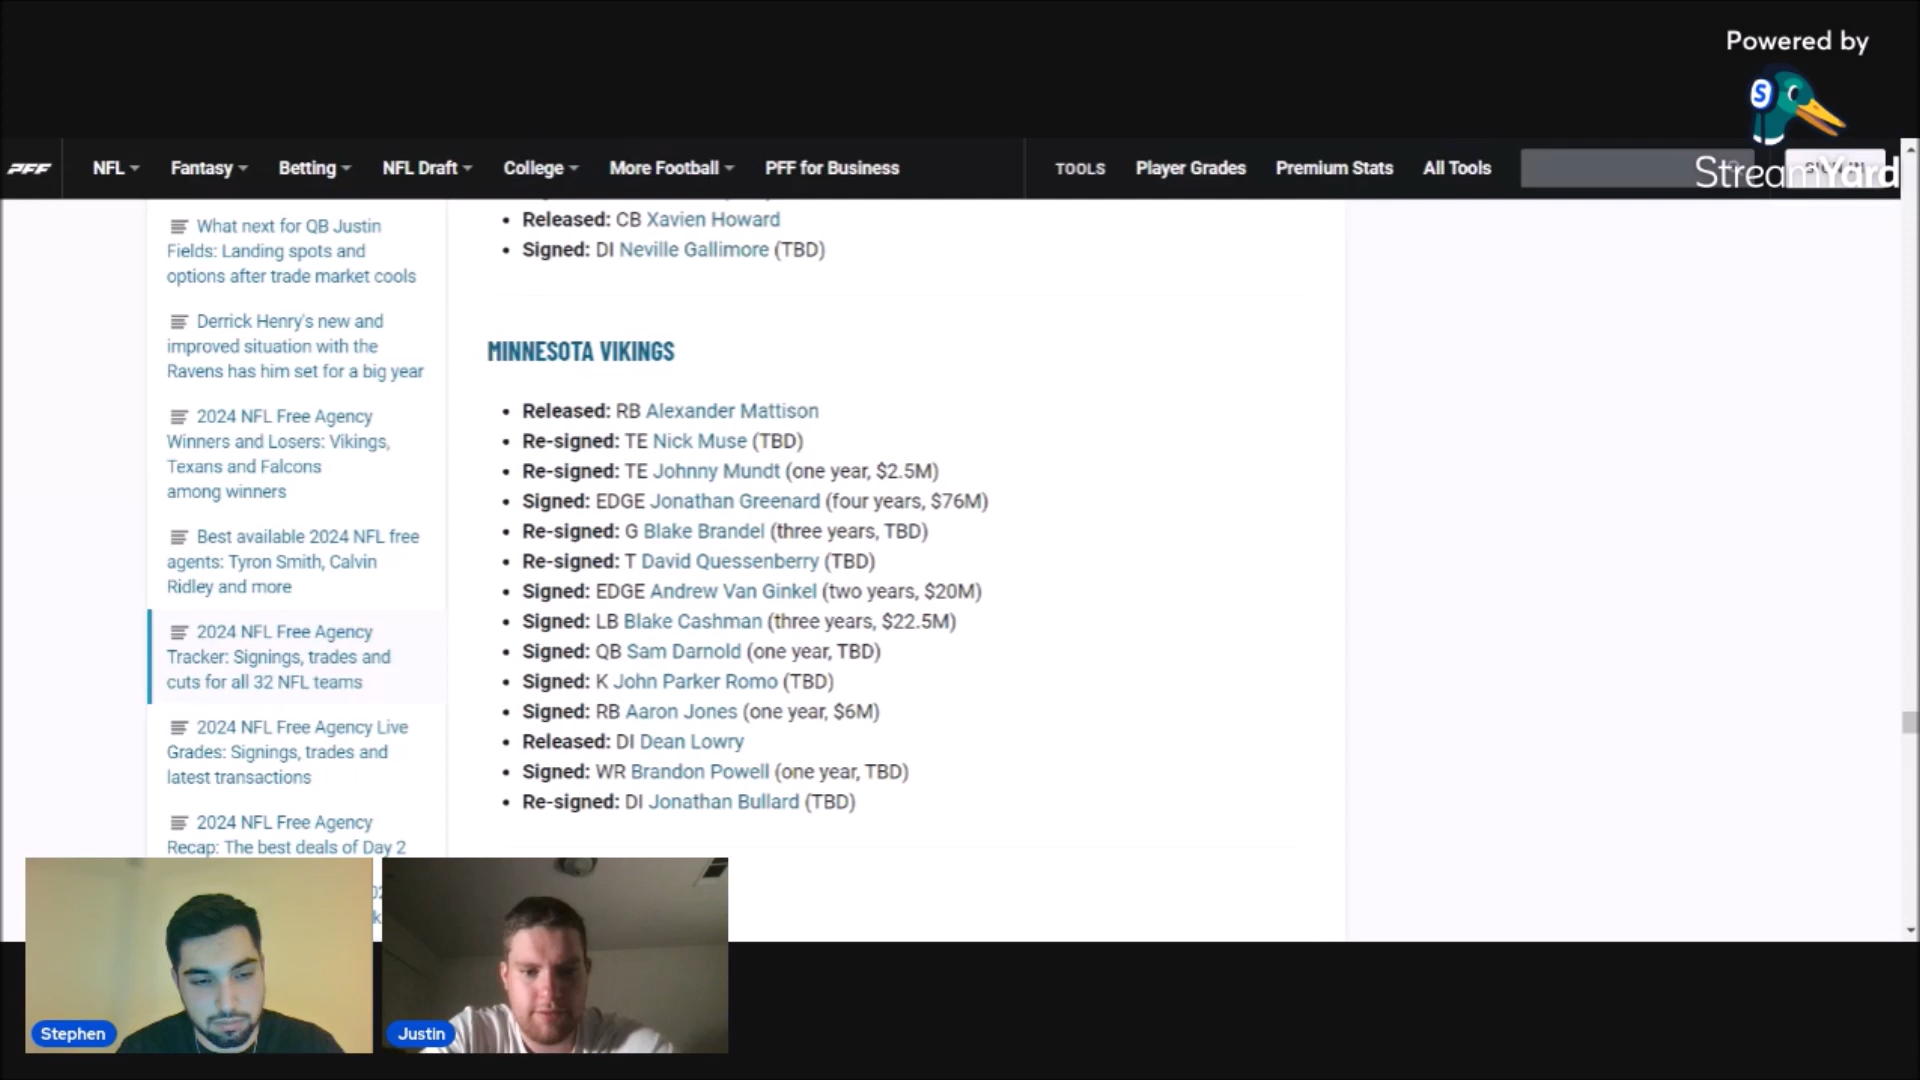 Powered by
StreamYard
PFF
NFL
Fantasy
Betting
NFL Draft
College
More Football
PFF for Business
TOOLS
Player Grades
Premium Stats
All Tools
What next for QB Justin
Fields: Landing spots and
options after trade market cools
Derrick Henry's new and
improved situation with the
Ravens has him set for a big year
2024 NFL Free Agency
Winners and Losers: Vikings,
Texans and Falcons
among winners
Best available 2024 NFL free
agents: Tyron Smith, Calvin
Ridley and more
2024 NFL Free Agency
Tracker: Signings, trades and
cuts for all 32 NFL teams
2024 NFL Free Agency Live
Grades: Signings, trades and
latest transactions
2024 NFL Free Agency
Recap: The best deals of Day 2
• Released: CB Xavien Howard
• Signed: DI Neville Gallimore (TBD)
MINNESOTA VIKINGS
• Released: RB Alexander Mattison
• Re-signed: TE Nick Muse (TBD)
• Re-signed: TE Johnny Mundt (one year, $2.5M)
• Signed: EDGE Jonathan Greenard (four years, $76M)
• Re-signed: G Blake Brandel (three years, TBD)
• Re-signed: T David Quessenberry (TBD)
• Signed: EDGE Andrew Van Ginkel (two years, $20M)
• Signed: LB Blake Cashman (three years, $22.5M)
• Signed: QB Sam Darnold (one year, TBD)
• Signed: K John Parker Romo (TBD)
• Signed: RB Aaron Jones (one year, $6M)
• Released: DI Dean Lowry
• Signed: WR Brandon Powell (one year, TBD)
• Re-signed: DI Jonathan Bullard (TBD)
Stephen
Justin